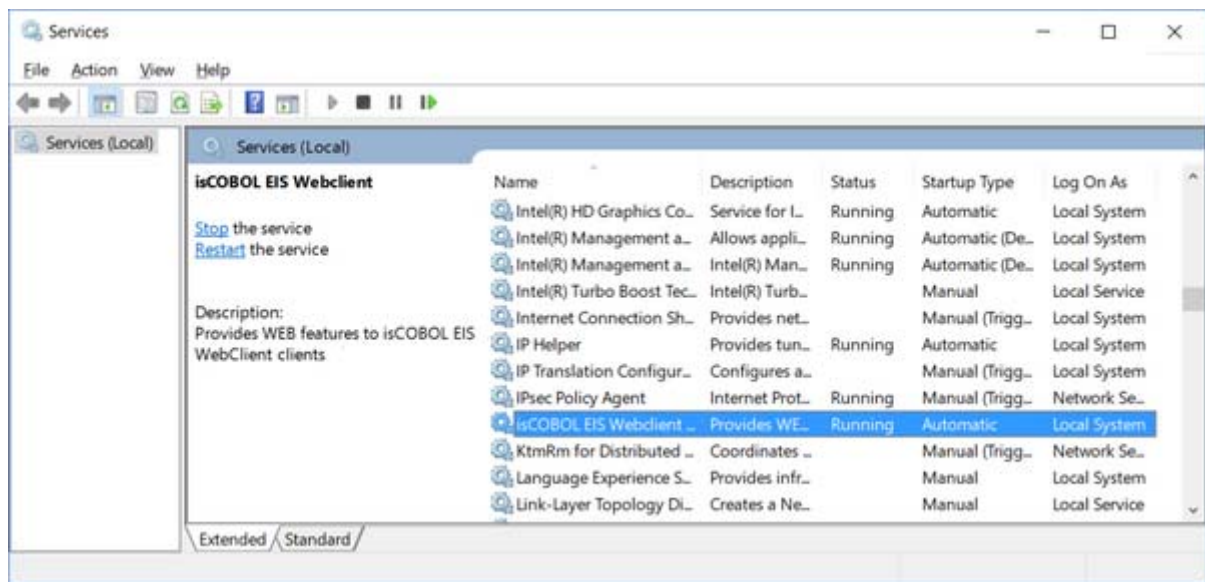 Services
File Action View Help
Services (Local)
Services (Local)
isCOBOL EIS Webclient
Stop the service
Restart the service
Description:
Provides WEB features to isCOBOL EIS
WebClient clients
Name Description Status Startup Type Log On As
Intel(R) HD Graphics Co... Service for I... Running Automatic Local System
Intel(R) Management a... Allows appli... Running Automatic (De... Local System
Intel(R) Management a... Intel(R) Man... Running Automatic (De... Local System
Intel(R) Turbo Boost Tec... Intel(R) Turb... Manual Local Service
Internet Connection Sh... Provides net... Manual (Trigg... Local System
IP Helper Provides tun... Running Automatic Local System
IP Translation Configur... Configures a... Manual (Trigg... Local System
IPsec Policy Agent Internet Prot... Running Manual (Trigg... Network Se...
isCOBOL EIS Webclient ... Provides WE... Running Automatic Local System
KtmRm for Distributed ... Coordinates ... Manual (Trigg... Network Se...
Language Experience S... Provides infr... Manual Local System
Link-Layer Topology Di... Creates a Ne... Manual Local Service
Extended Standard